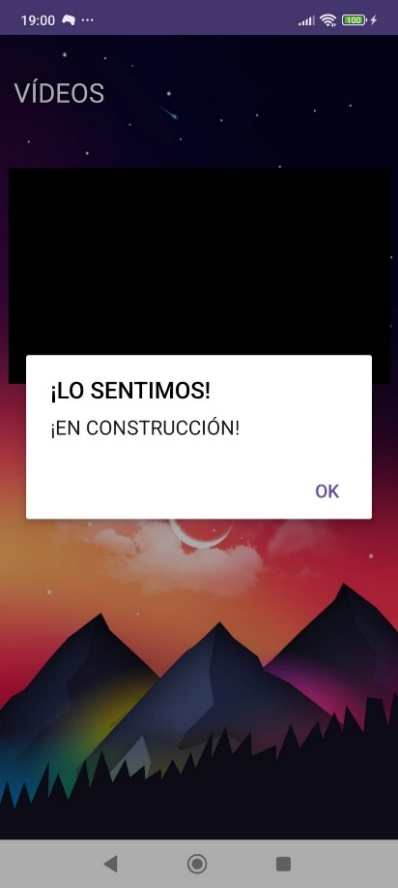 19:00
100
VÍDEOS
¡LO SENTIMOS!
¡EN CONSTRUCCIÓN!
OK